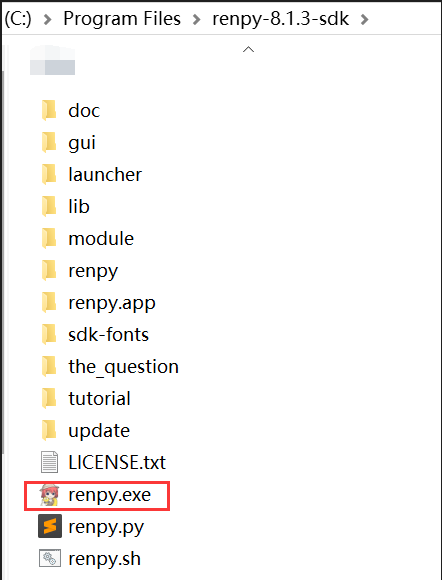 (C:) > Program Files > renpy-8.1.3-sdk >
doc
gui
launcher
lib
module
renpy
renpy.app
sdk-fonts
the_question
tutorial
update
LICENSE.txt
renpy.exe
renpy.py
renpy.sh